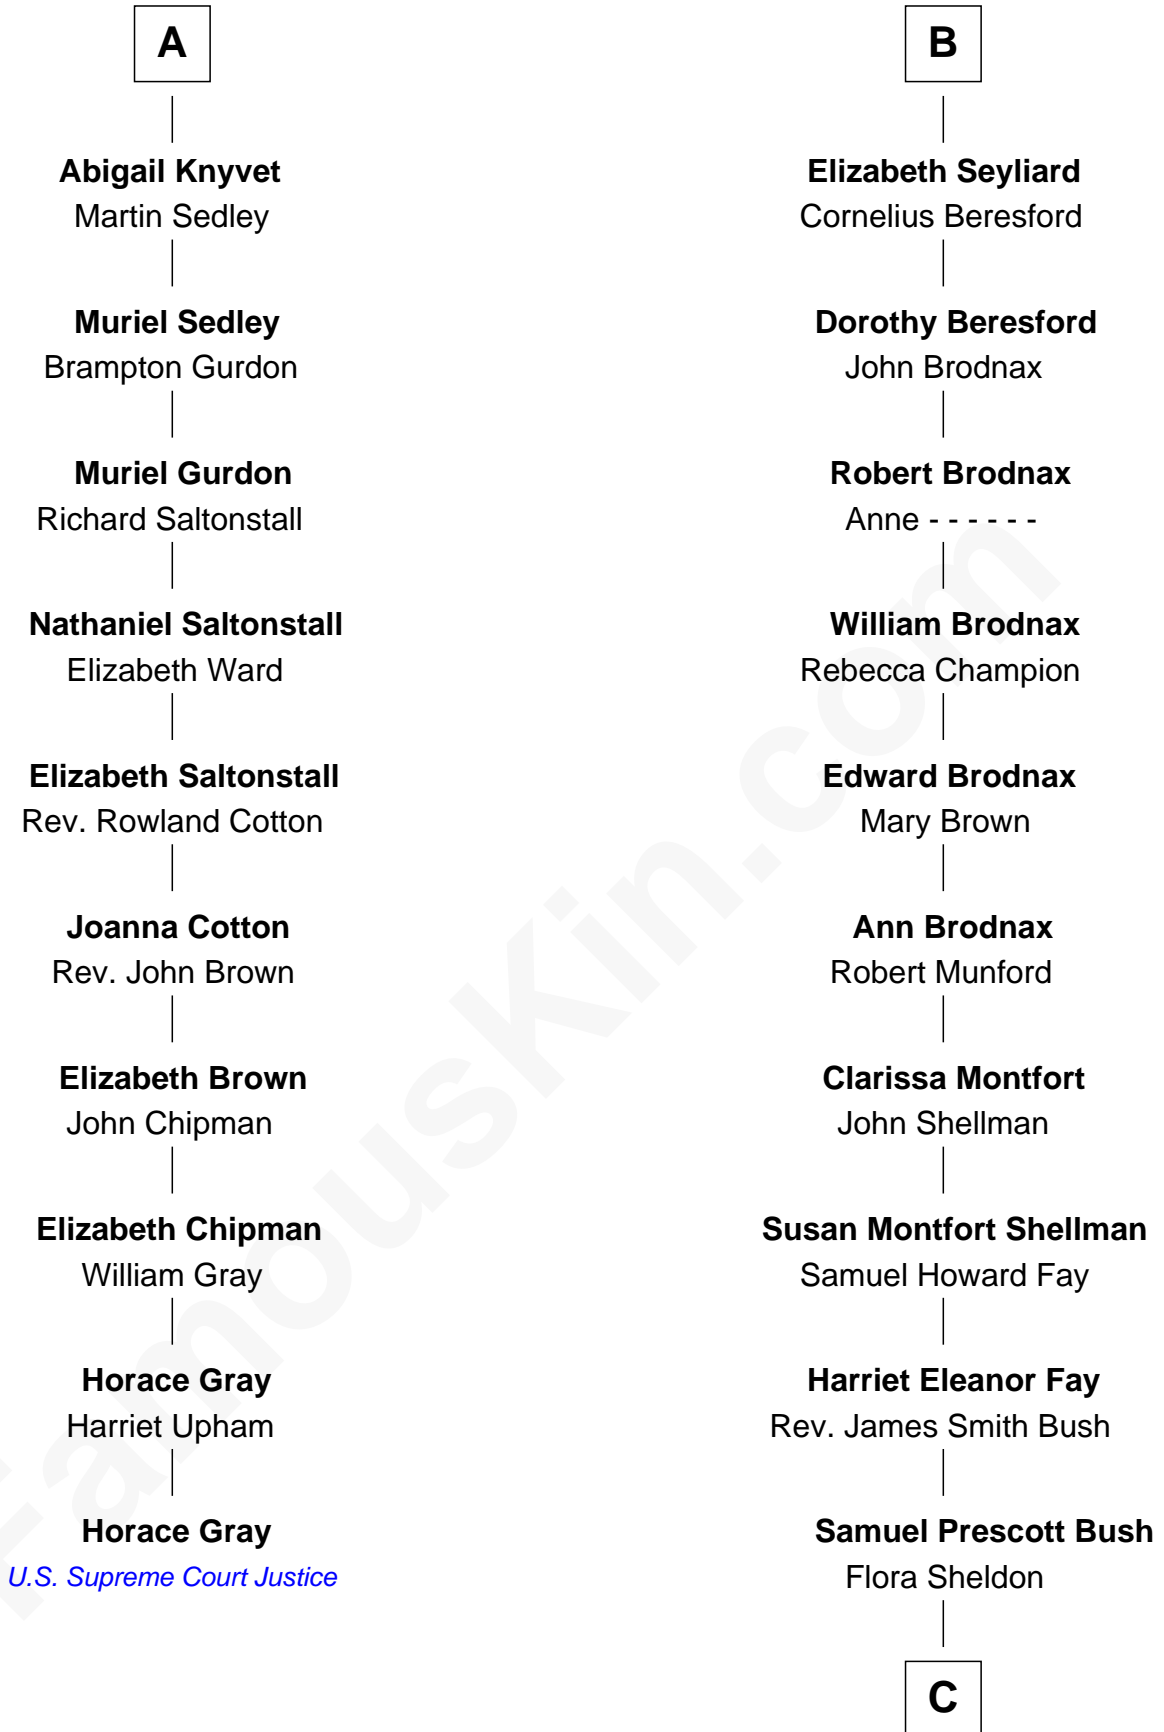 A
Abigail Knyvet
Martin Sedley
Muriel Sedley
Brampton Gurdon
Muriel Gurdon
Richard Saltonstall
Nathaniel Saltonstall
Elizabeth Ward
Elizabeth Saltonstall
Rev. Rowland Cotton
Joanna Cotton
Rev. John Brown
Elizabeth Brown
John Chipman
Elizabeth Chipman
William Gray
Horace Gray
Harriet Upham
Horace Gray
U.S. Supreme Court Justice
B
Elizabeth Seyliard
Cornelius Beresford
Dorothy Beresford
John Brodnax
Robert Brodnax
Anne - - - - - -
William Brodnax
Rebecca Champion
Edward Brodnax
Mary Brown
Ann Brodnax
Robert Munford
Clarissa Montfort
John Shellman
Susan Montfort Shellman
Samuel Howard Fay
Harriet Eleanor Fay
Rev. James Smith Bush
Samuel Prescott Bush
Flora Sheldon
C
FamousKin.com